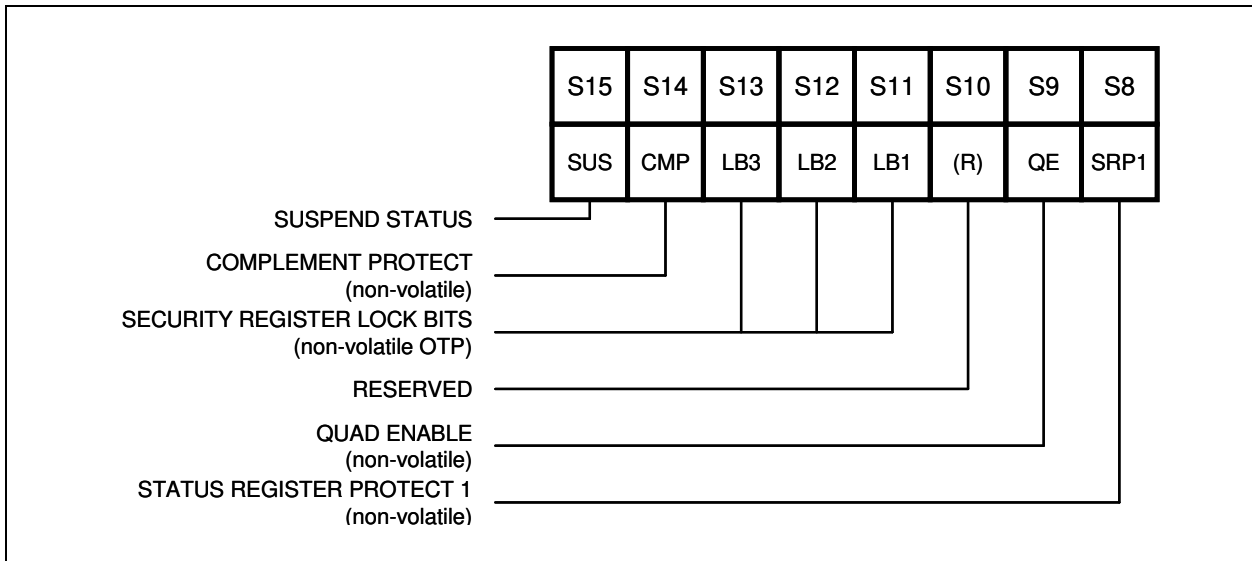 S15 S14 S13 S12 S11 S10 S9 S8
SUS CMP LB3 LB2 LB1 (R) QE SRP1
SUSPEND STATUS
COMPLEMENT PROTECT
(non-volatile)
SECURITY REGISTER LOCK BITS
(non-volatile OTP)
RESERVED
QUAD ENABLE
(non-volatile)
STATUS REGISTER PROTECT 1
(non-volatile)